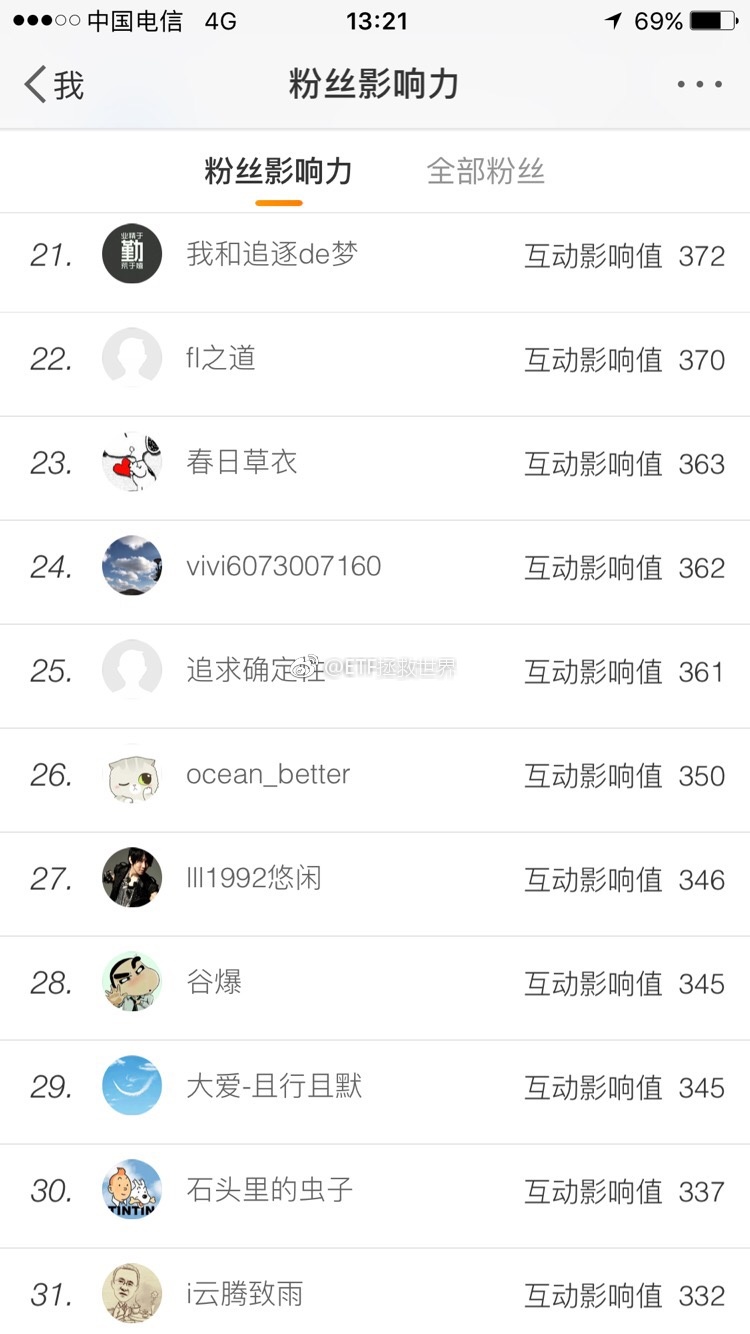 中国电信 4G 13:21 69%
我 粉丝影响力
粉丝影响力 全部粉丝
21. 业精于 勤 荒于嬉 我和追逐de梦 互动影响值 372
22. fl之道 互动影响值 370
23. 春日草衣 互动影响值 363
24. vivi6073007160 互动影响值 362
25. 追求确定性 @ETF拯救世界 互动影响值 361
26. ocean_better 互动影响值 350
27. lll1992悠闲 互动影响值 346
28. 谷爆 互动影响值 345
29. 大爱-且行且默 互动影响值 345
30. TINTIN 石头里的虫子 互动影响值 337
31. i云腾致雨 互动影响值 332